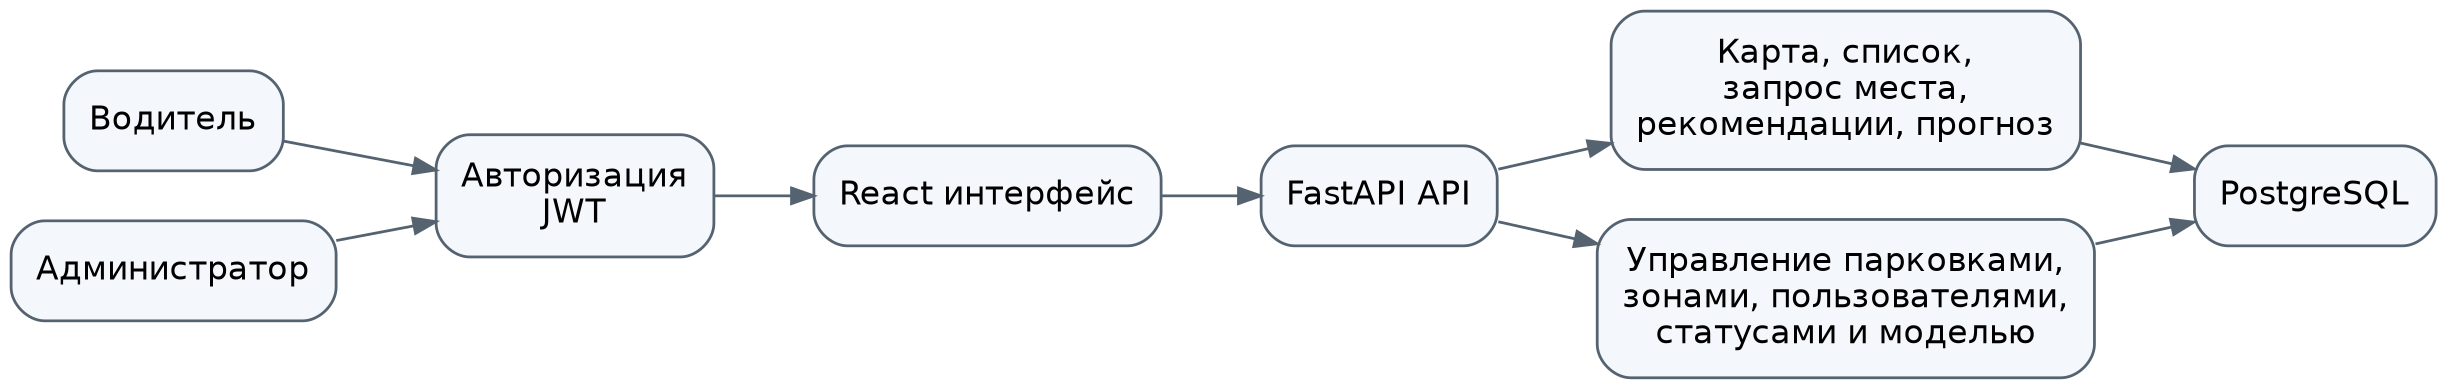 Водитель
Администратор
Авторизация
JWT
React интерфейс
FastAPI API
Карта, список,
запрос места,
рекомендации, прогноз
Управление парковками,
зонами, пользователями,
статусами и моделью
PostgreSQL